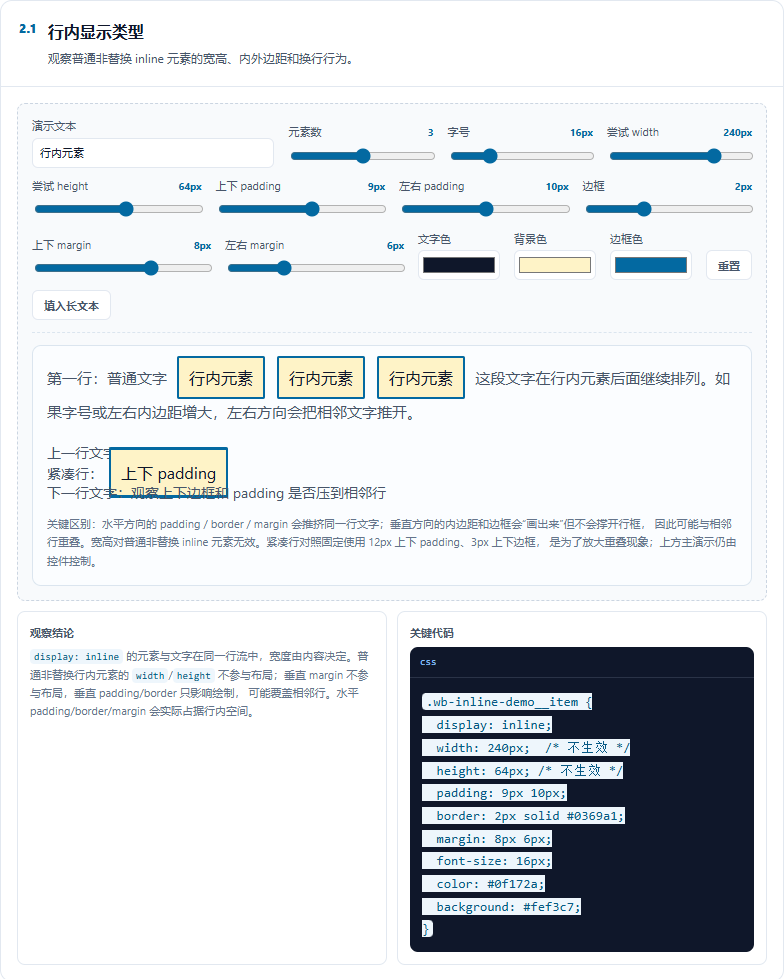 2.1 行内显示类型
观察普通非替换 inline 元素的宽高、内外边距和换行行为。
演示文本
行内元素
元素数 3
字号 16px
尝试 width 240px
尝试 height 64px
上下 padding 9px
左右 padding 10px
边框 2px
上下 margin 8px
左右 margin 6px
文字色
背景色
边框色
重置
填入长文本
第一行：普通文字 行内元素 行内元素 行内元素 这段文字在行内元素后面继续排列。如
果字号或左右内边距增大，左右方向会把相邻文字推开。
上一行文字
紧凑行： 上下 padding
下一行文字：观察上下边框和 padding 是否压到相邻行
关键区别：水平方向的 padding / border / margin 会推挤同一行文字；垂直方向的内边距和边框会“画出来”但不会撑开行框， 因此可能与相邻
行重叠。宽高对普通非替换 inline 元素无效。紧凑行对照固定使用 12px 上下 padding、3px 上下边框， 是为了放大重叠现象；上方主演示仍由
控件控制。
观察结论
display: inline 的元素与文字在同一行流中，宽度由内容决定。普
通非替换行内元素的 width / height 不参与布局；垂直 margin 不参
与布局，垂直 padding/border 只影响绘制， 可能覆盖相邻行。水平
padding/border/margin 会实际占据行内空间。
关键代码
css
.wb-inline-demo__item {
display: inline;
width: 240px; /* 不生效 */
height: 64px; /* 不生效 */
padding: 9px 10px;
border: 2px solid #0369a1;
margin: 8px 6px;
font-size: 16px;
color: #0f172a;
background: #fef3c7;
}